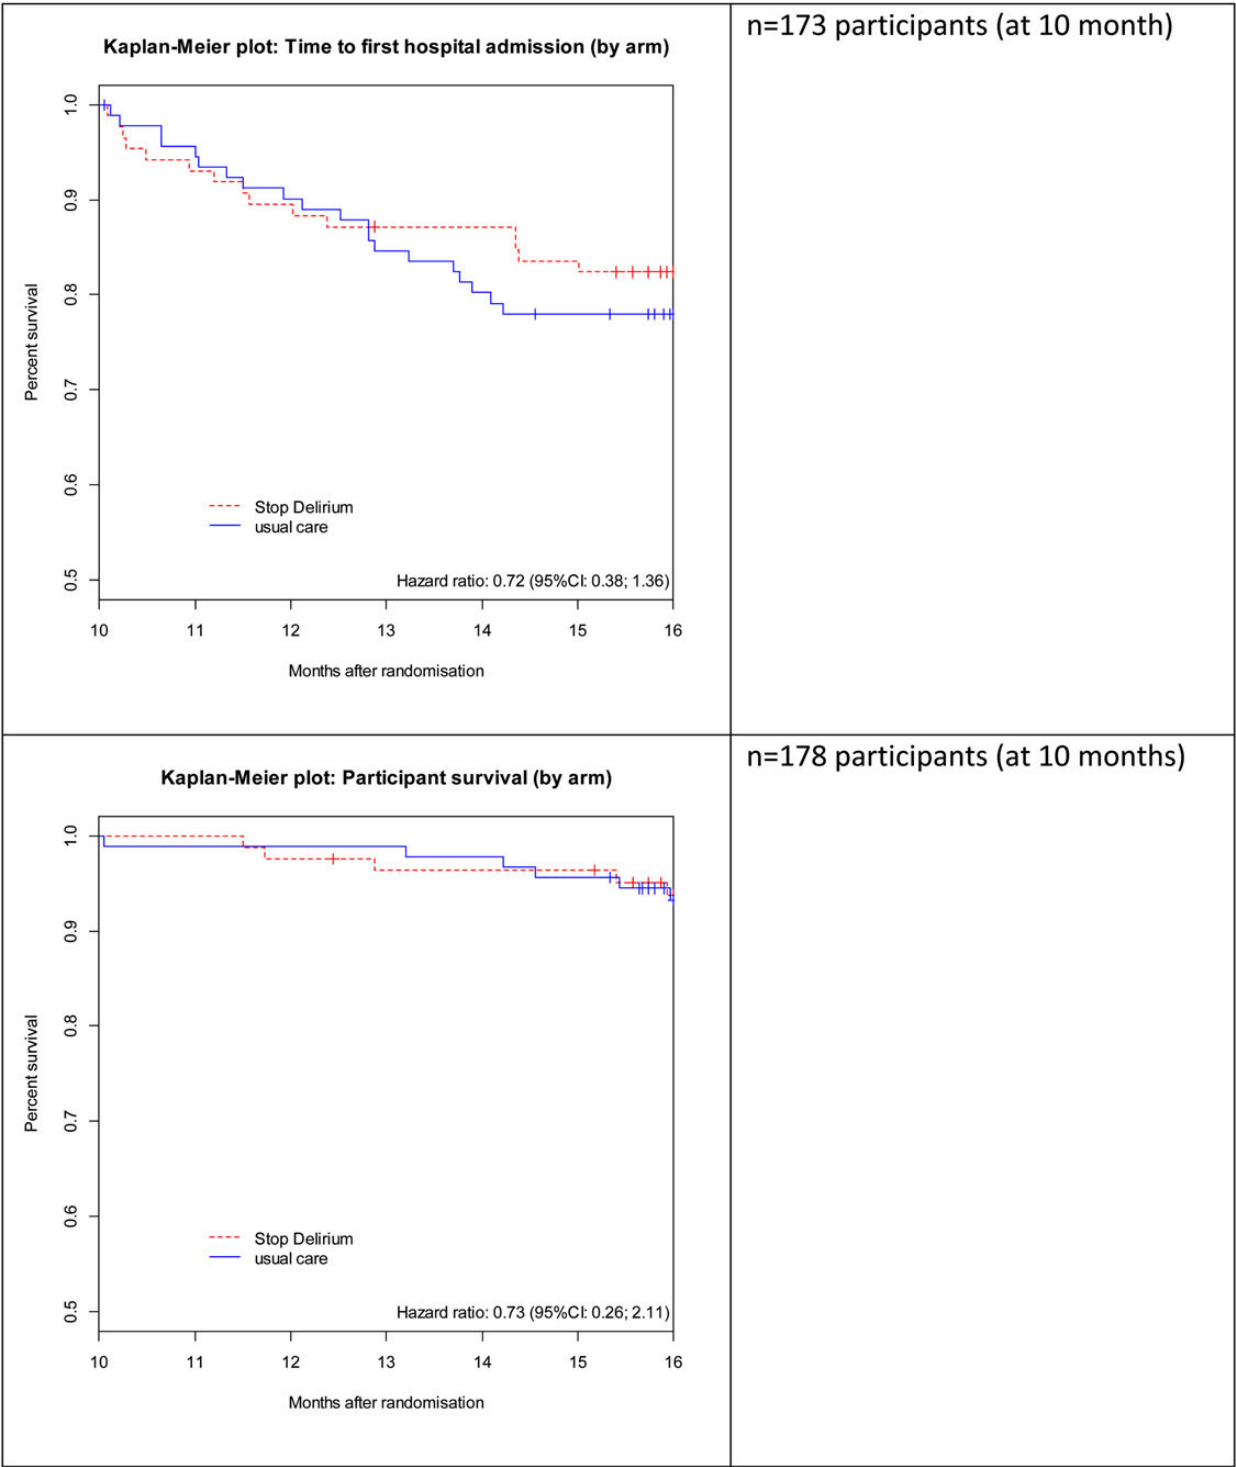 Kaplan-Meier plot: Time to first hospital admission (by arm)
n=173 participants (at 10 month)
1.0
0.9
0.8
0.7
0.6
0.5
Percent survival
Stop Delirium
usual care
Hazard ratio: 0.72 (95%CI: 0.38; 1.36)
10 11 12 13 14 15 16
Months after randomisation
Kaplan-Meier plot: Participant survival (by arm)
n=178 participants (at 10 months)
1.0
0.9
0.8
0.7
0.6
0.5
Percent survival
Stop Delirium
usual care
Hazard ratio: 0.73 (95%CI: 0.26; 2.11)
10 11 12 13 14 15 16
Months after randomisation